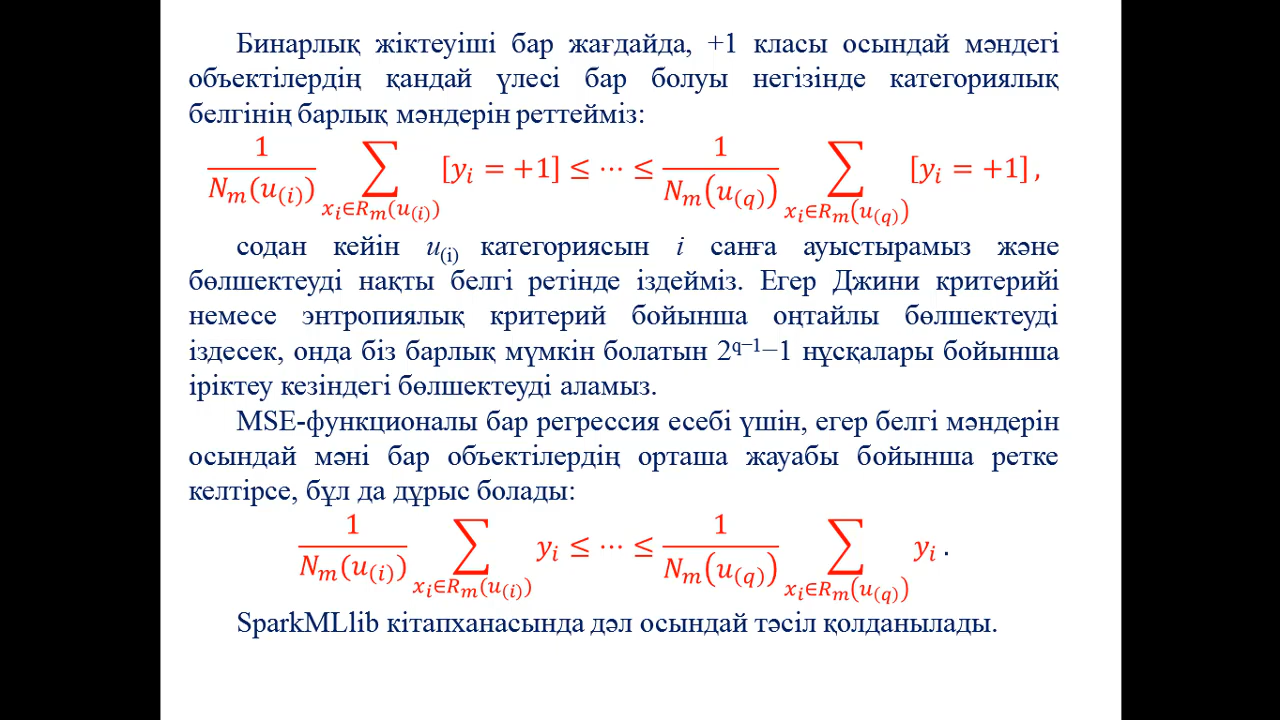 Бинарлық жіктеуіші бар жағдайда, +1 класы осындай мәндегі
объектілердің қандай үлесі бар болуы негізінде категориялық
белгінің барлық мәндерін реттейміз:
1/N_m(u_(i)) ∑_{x_i∈R_m(u_(i))} [y_i = +1] ≤ ⋯ ≤ 1/N_m(u_(q)) ∑_{x_i∈R_m(u_(q))} [y_i = +1] ,
содан кейін u_(i) категориясын i санға ауыстырамыз және
бөлшектеуді нақты белгі ретінде іздейміз. Егер Джини критерийі
немесе энтропиялық критерий бойынша оңтайлы бөлшектеуді
іздесек, онда біз барлық мүмкін болатын 2^{q−1}−1 нұсқалары бойынша
іріктеу кезіндегі бөлшектеуді аламыз.
MSE-функционалы бар регрессия есебі үшін, егер белгі мәндерін
осындай мәні бар объектілердің орташа жауабы бойынша ретке
келтірсе, бұл да дұрыс болады:
1/N_m(u_(i)) ∑_{x_i∈R_m(u_(i))} y_i ≤ ⋯ ≤ 1/N_m(u_(q)) ∑_{x_i∈R_m(u_(q))} y_i .
SparkMLlib кітапханасында дәл осындай тәсіл қолданылады.